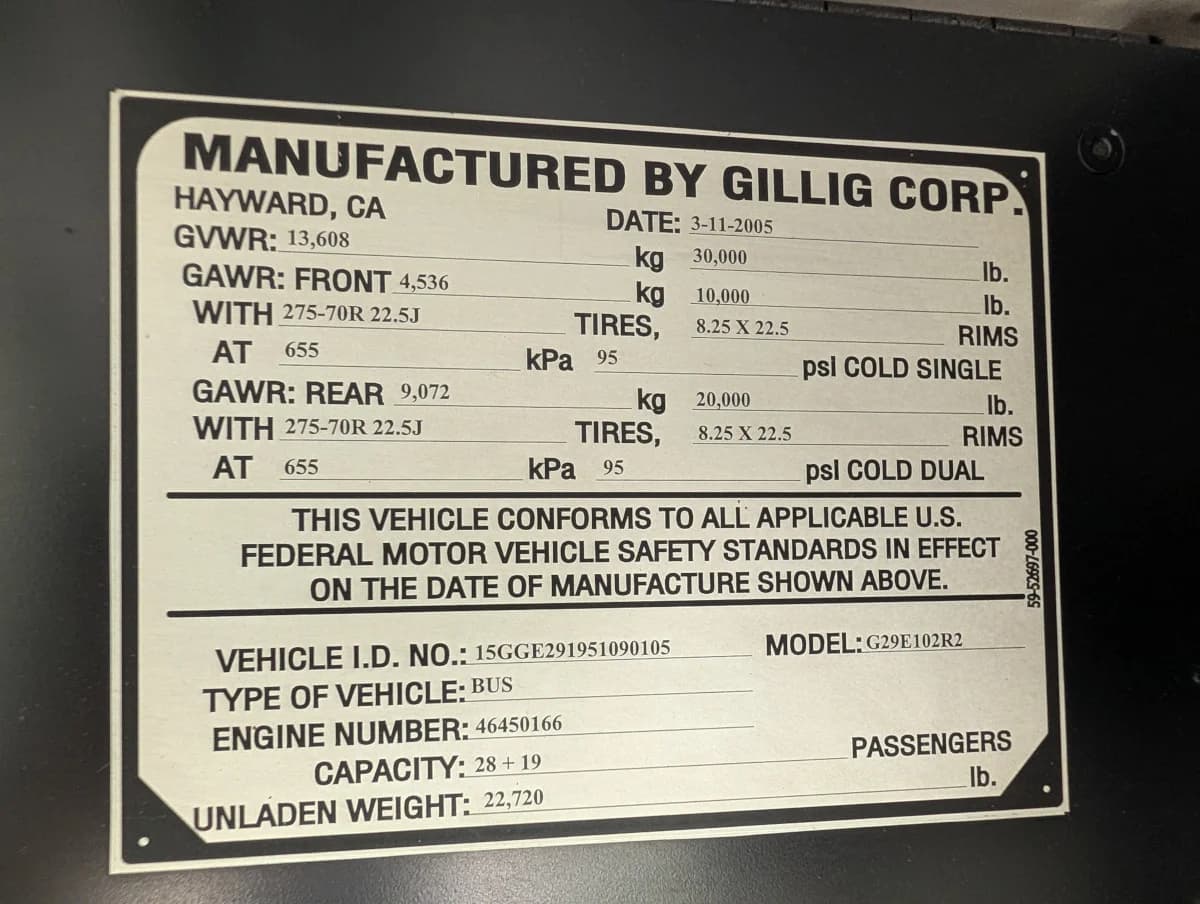 MANUFACTURED BY GILLIG CORP.
HAYWARD, CA DATE: 3-11-2005
GVWR: 13,608 kg 30,000 lb.
GAWR: FRONT 4,536 kg 10,000 lb.
WITH 275-70R 22.5J TIRES, 8.25 X 22.5 RIMS
AT 655 kPa 95 psl COLD SINGLE
GAWR: REAR 9,072 kg 20,000 lb.
WITH 275-70R 22.5J TIRES, 8.25 X 22.5 RIMS
AT 655 kPa 95 psl COLD DUAL
THIS VEHICLE CONFORMS TO ALL APPLICABLE U.S.
FEDERAL MOTOR VEHICLE SAFETY STANDARDS IN EFFECT
ON THE DATE OF MANUFACTURE SHOWN ABOVE.
59-52697-000
VEHICLE I.D. NO.: 15GGE291951090105 MODEL: G29E102R2
TYPE OF VEHICLE: BUS
ENGINE NUMBER: 46450166
CAPACITY: 28 + 19 PASSENGERS
UNLADEN WEIGHT: 22,720 lb.